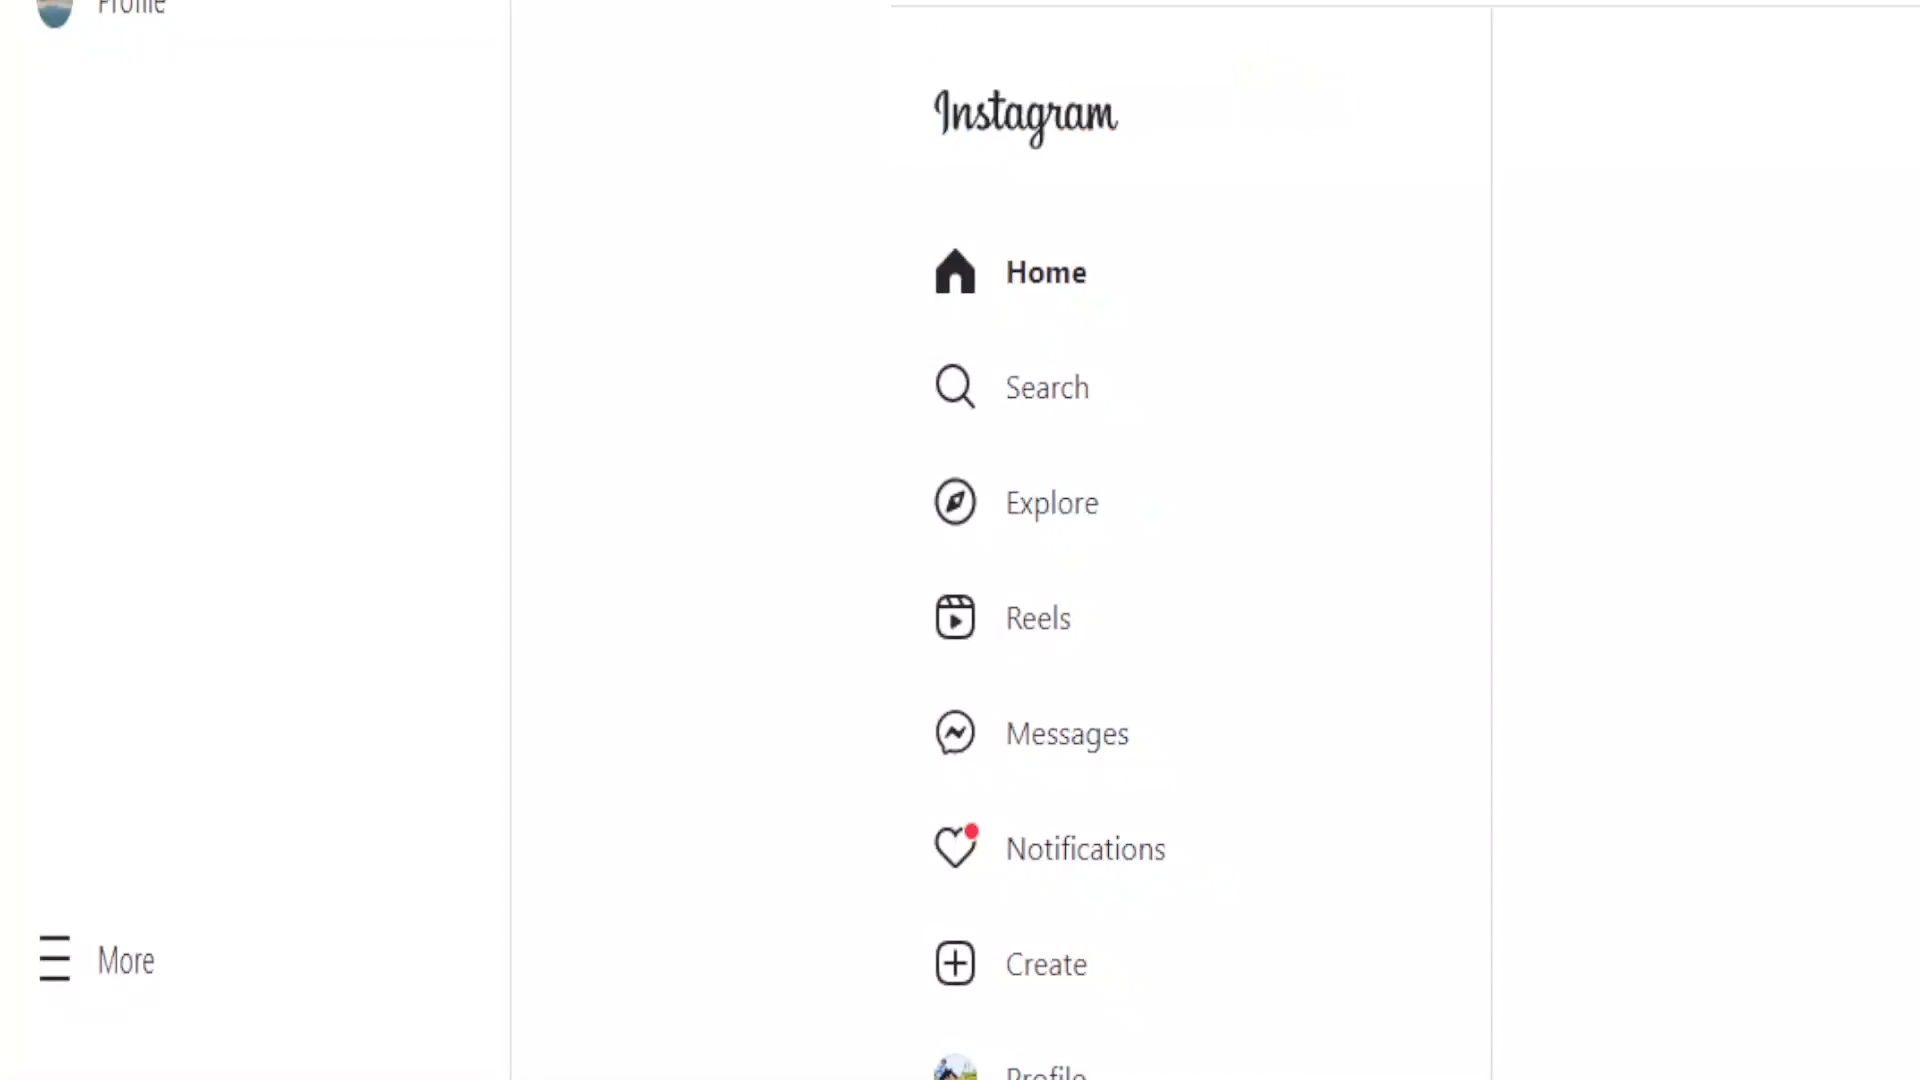 Profile
More
Instagram
Home
Search
Explore
Reels
Messages
Notifications
Create
Profile